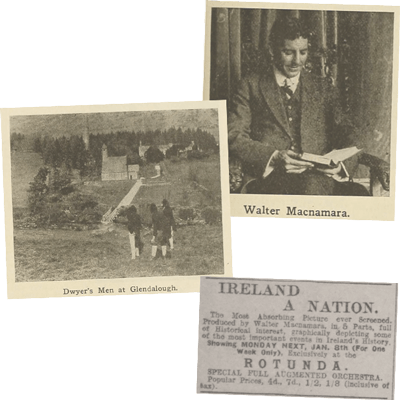 Walter Macnamara.
Dwyer's Men at Glendalough.
IRELAND
A NATION.
The Most Absorbing Picture ever Screened.
Produced by Walter Macnamara, in 5 Parts, full
of Historical interest, graphically depicting some
of the most important events in Ireland's History.
Showing MONDAY NEXT, JAN. 8th (For One
Week Only). Exclusively at the
ROTUNDA.
SPECIAL FULL AUGMENTED ORCHESTRA.
Popular Prices, 4d., 7d., 1/2, 1/8 (inclusive of
tax).